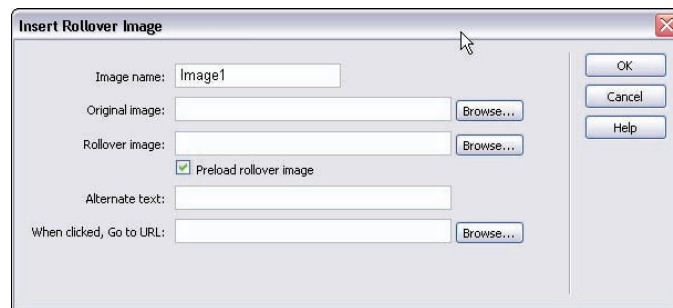 Insert Rollover Image
Image name: Image1
OK
Original image: Browse...
Cancel
Rollover image: Browse...
Help
Preload rollover image
Alternate text:
When clicked, Go to URL: Browse...